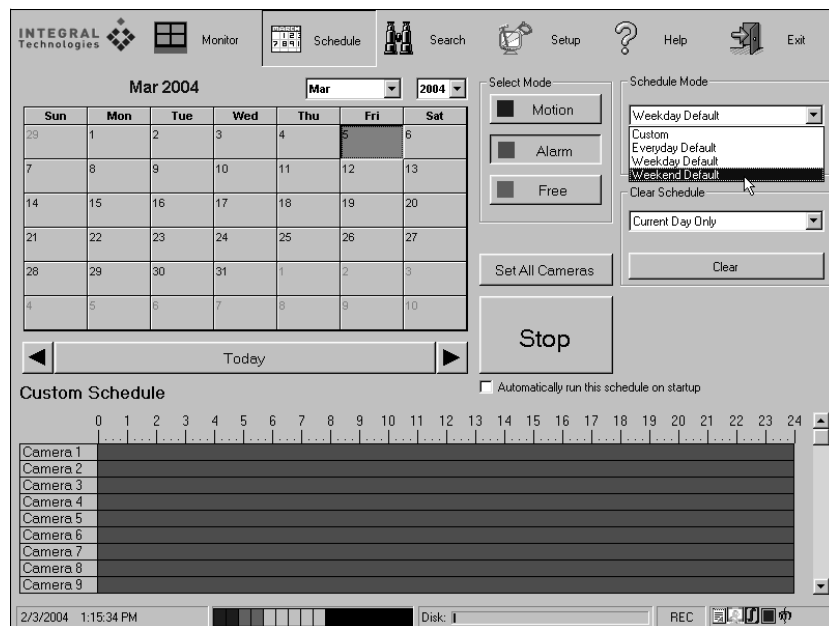 INTEGRAL
Technologies
Monitor
Schedule
Search
Setup
Help
Exit
Mar 2004
Mar
2004
Sun Mon Tue Wed Thu Fri Sat
29 1 2 3 4 5 6
7 8 9 10 11 12 13
14 15 16 17 18 19 20
21 22 23 24 25 26 27
28 29 30 31 1 2 3
4 5 6 7 8 9 10
Today
Select Mode
Motion
Alarm
Free
Set All Cameras
Stop
Automatically run this schedule on startup
Schedule Mode
Weekday Default
Custom
Everyday Default
Weekday Default
Weekend Default
Clear Schedule
Current Day Only
Clear
Custom Schedule
0 1 2 3 4 5 6 7 8 9 10 11 12 13 14 15 16 17 18 19 20 21 22 23 24
Camera 1
Camera 2
Camera 3
Camera 4
Camera 5
Camera 6
Camera 7
Camera 8
Camera 9
2/3/2004 1:15:34 PM
Disk:
REC